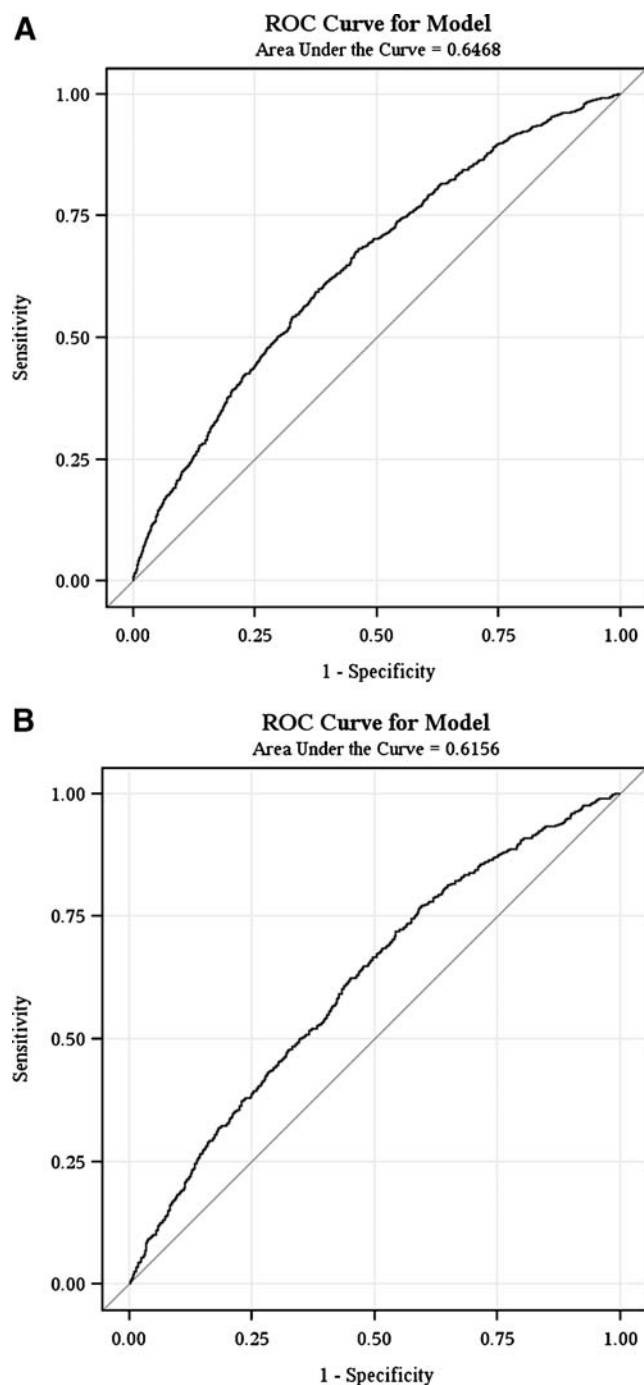 A
ROC Curve for Model
Area Under the Curve = 0.6468
1.00
0.75
0.50
0.25
0.00
Sensitivity
0.00 0.25 0.50 0.75 1.00
1 - Specificity
B
ROC Curve for Model
Area Under the Curve = 0.6156
1.00
0.75
0.50
0.25
0.00
Sensitivity
0.00 0.25 0.50 0.75 1.00
1 - Specificity